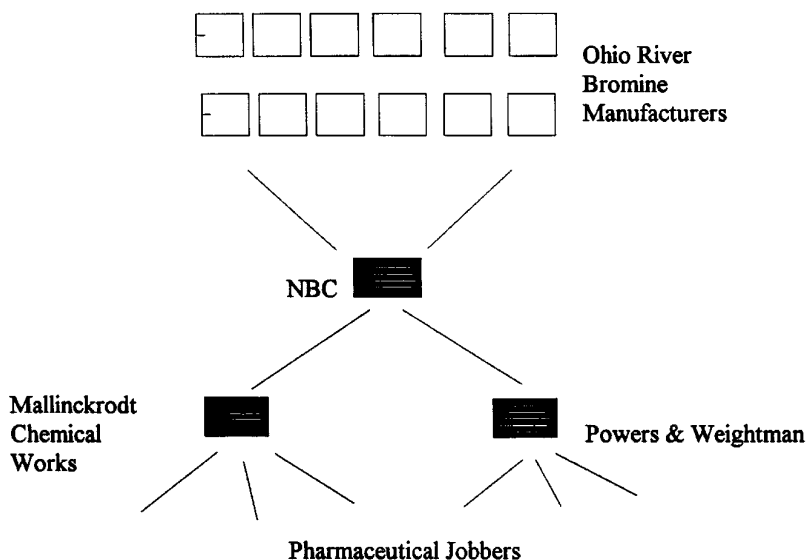 Ohio River
Bromine
Manufacturers
NBC
Mallinckrodt
Chemical
Works
Powers & Weightman
Pharmaceutical Jobbers